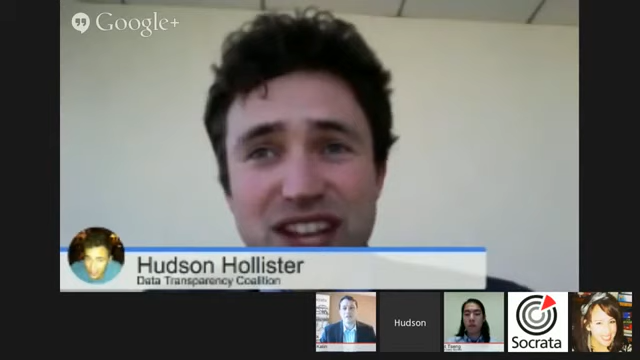 Google+
Hudson Hollister
Data Transparency Coalition
Hudson
Socrata